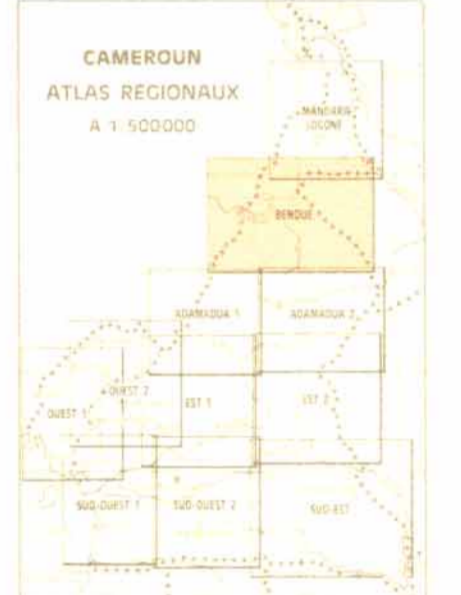 CAMEROUN
ATLAS REGIONAUX
A 1:500000
MANDARA
LOGONE
BENOUE
ADAMAOUA 1
ADAMAOUA 2
OUEST 1
OUEST 2
EST 1
EST 2
SUD-OUEST 1
SUD-OUEST 2
SUD-EST